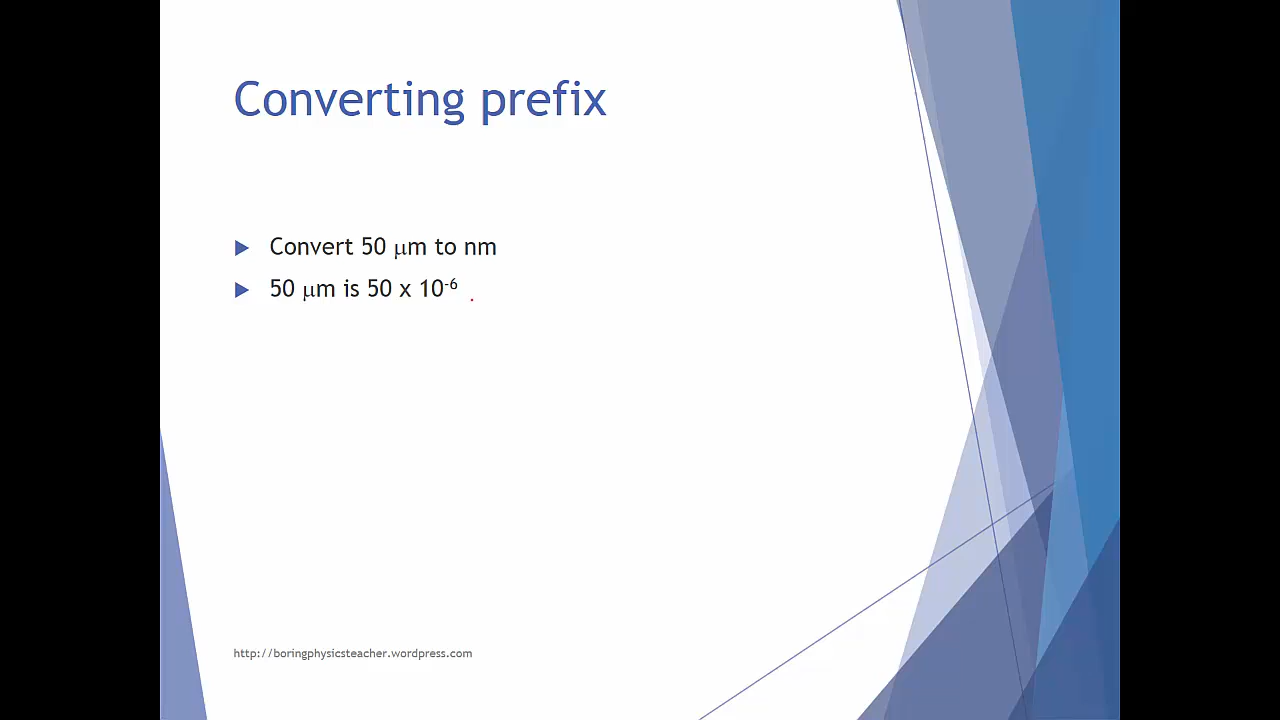 Converting prefix
Convert 50 μm to nm
50 μm is 50 x 10⁻⁶
http://boringphysicsteacher.wordpress.com